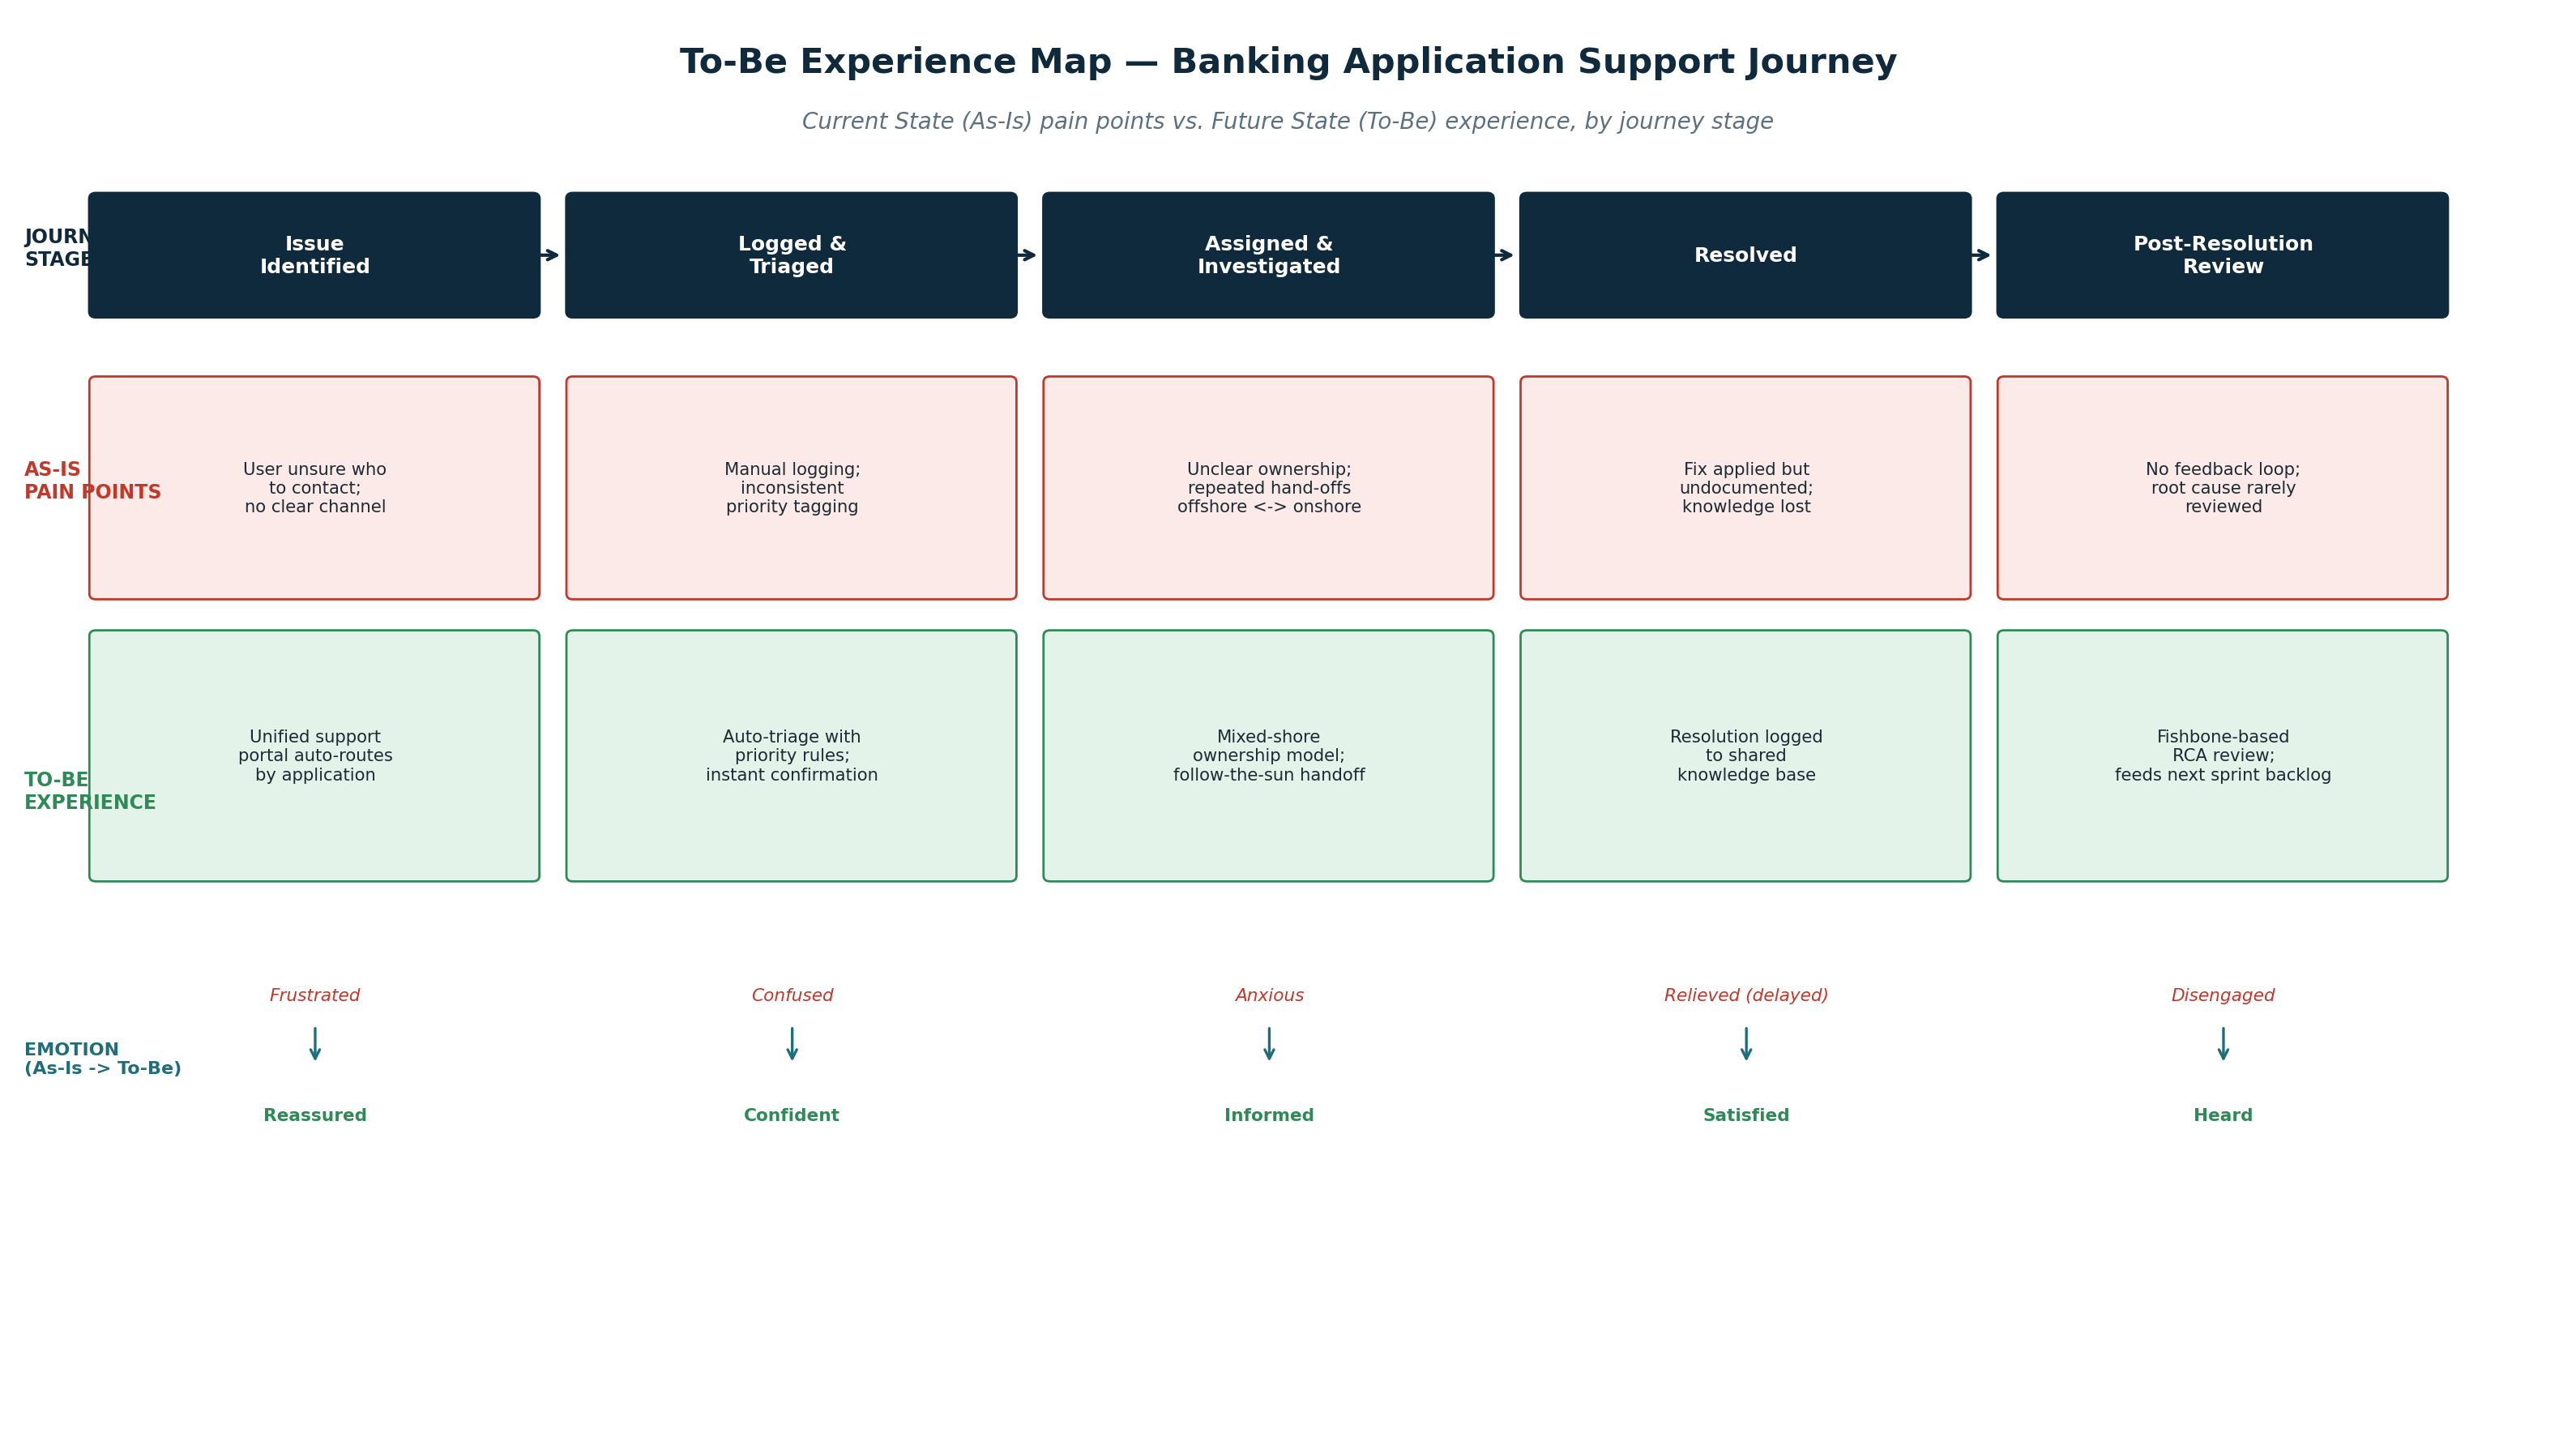 To-Be Experience Map — Banking Application Support Journey
Current State (As-Is) pain points vs. Future State (To-Be) experience, by journey stage
JOURN
STAGE
Issue
Identified
Logged &
Triaged
Assigned &
Investigated
Resolved
Post-Resolution
Review
AS-IS
PAIN POINTS
User unsure who
to contact;
no clear channel
Manual logging;
inconsistent
priority tagging
Unclear ownership;
repeated hand-offs
offshore <-> onshore
Fix applied but
undocumented;
knowledge lost
No feedback loop;
root cause rarely
reviewed
TO-BE
EXPERIENCE
Unified support
portal auto-routes
by application
Auto-triage with
priority rules;
instant confirmation
Mixed-shore
ownership model;
follow-the-sun handoff
Resolution logged
to shared
knowledge base
Fishbone-based
RCA review;
feeds next sprint backlog
EMOTION
(As-Is -> To-Be)
Frustrated
Confused
Anxious
Relieved (delayed)
Disengaged
Reassured
Confident
Informed
Satisfied
Heard